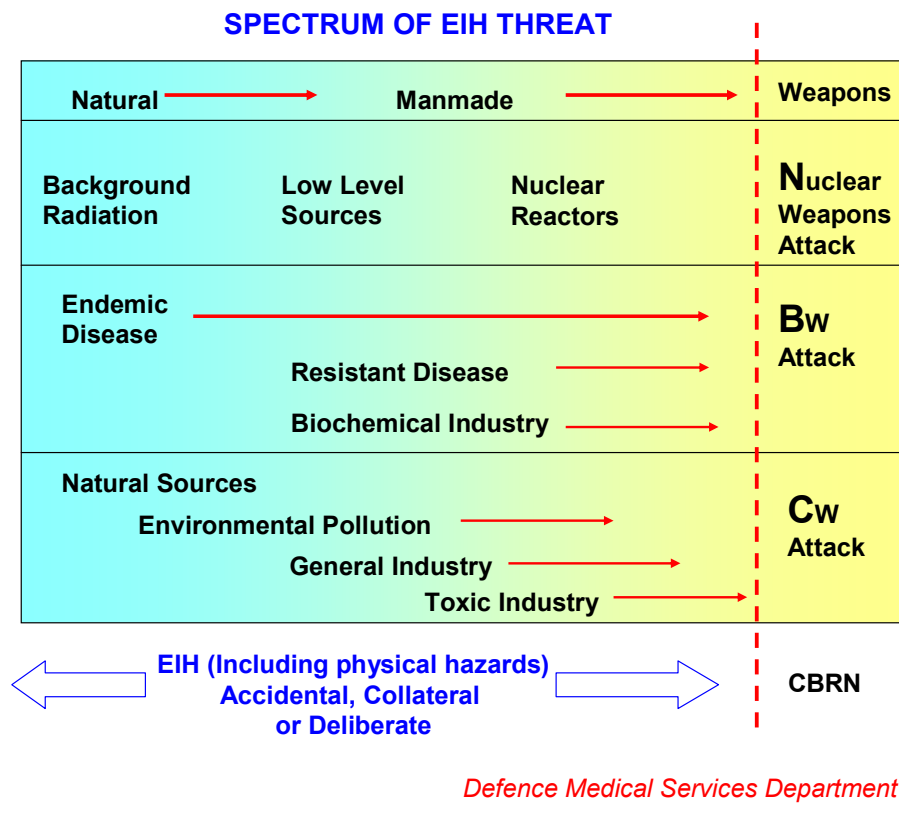 SPECTRUM OF EIH THREAT
Natural
Manmade
Weapons
Background
Radiation
Low Level
Sources
Nuclear
Reactors
Nuclear
Weapons
Attack
Endemic
Disease
Resistant Disease
Biochemical Industry
BW
Attack
Natural Sources
Environmental Pollution
General Industry
Toxic Industry
CW
Attack
EIH (Including physical hazards)
Accidental, Collateral
or Deliberate
CBRN
Defence Medical Services Department